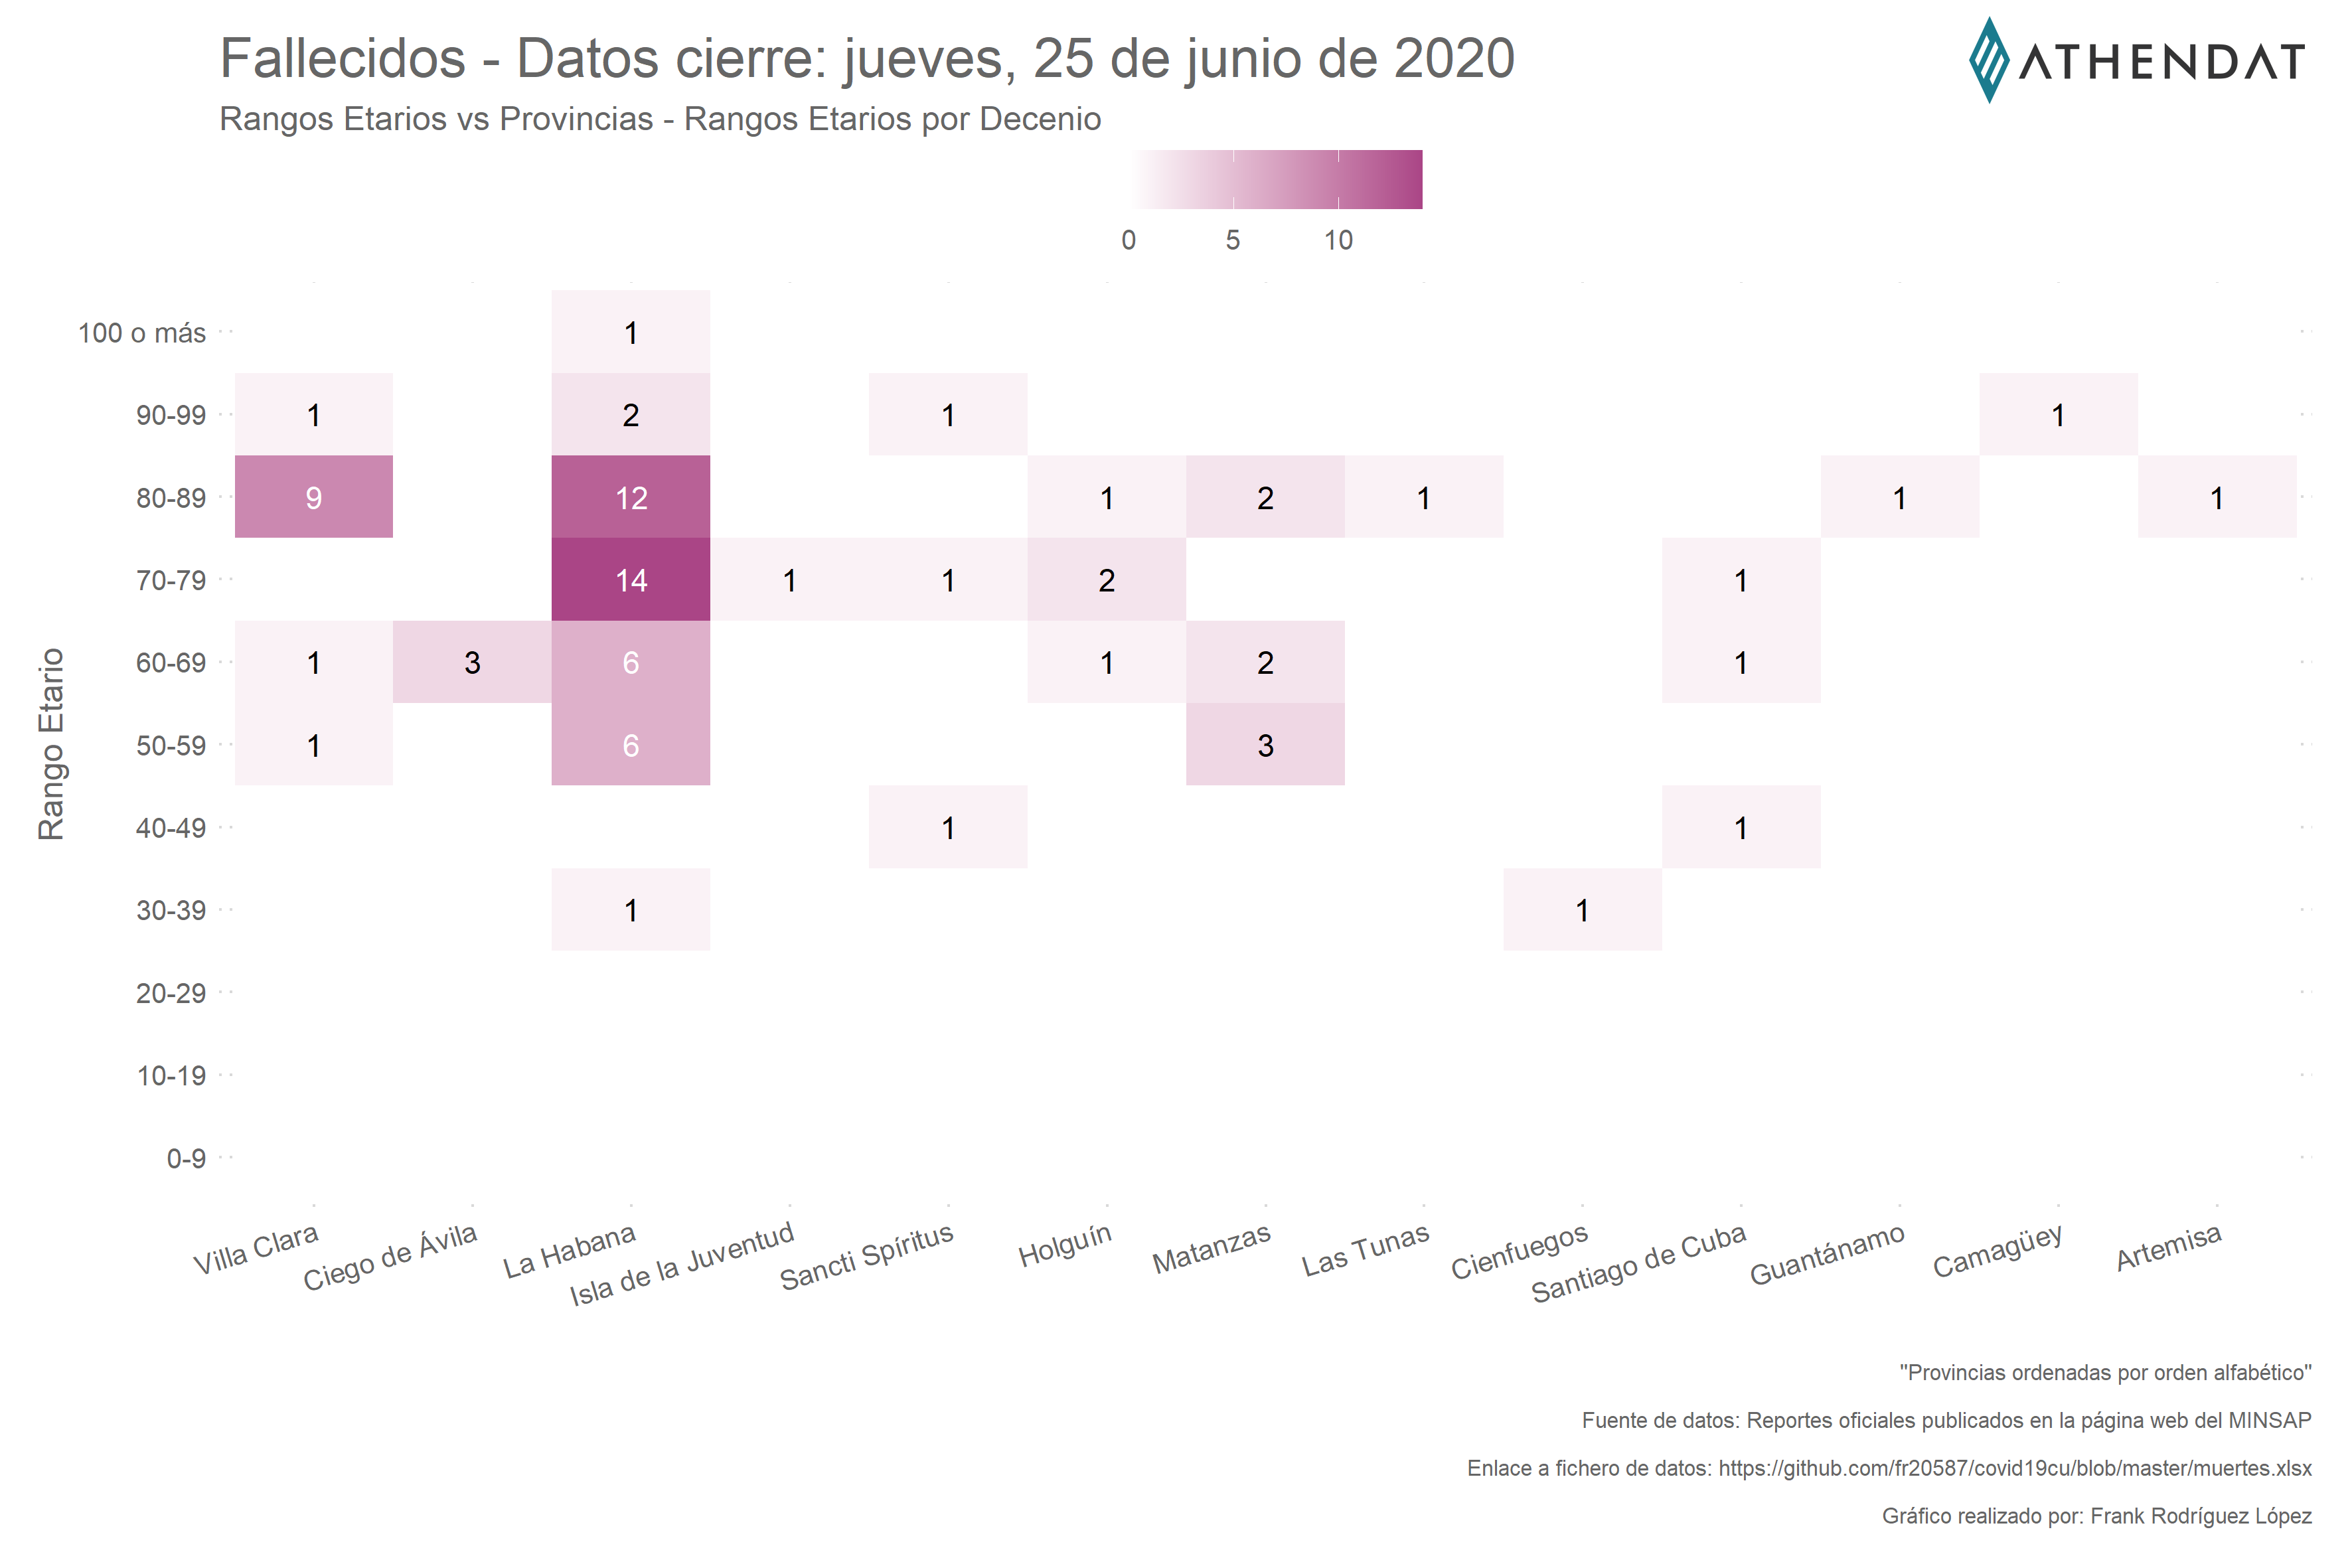 Fallecidos - Datos cierre: jueves, 25 de junio de 2020
ATHENDAT
Rangos Etarios vs Provincias - Rangos Etarios por Decenio
0 5 10
100 o más 1
90-99 1 2 1 1
80-89 9 12 1 2 1 1 1
70-79 14 1 1 2 1
60-69 1 3 6 1 2 1
50-59 1 6 3
40-49 1 1
30-39 1 1
20-29
10-19
0-9
Rango Etario
Villa Clara
Ciego de Ávila
La Habana
Isla de la Juventud
Sancti Spíritus
Holguín
Matanzas
Las Tunas
Cienfuegos
Santiago de Cuba
Guantánamo
Camagüey
Artemisa
"Provincias ordenadas por orden alfabético"
Fuente de datos: Reportes oficiales publicados en la página web del MINSAP
Enlace a fichero de datos: https://github.com/fr20587/covid19cu/blob/master/muertes.xlsx
Gráfico realizado por: Frank Rodríguez López